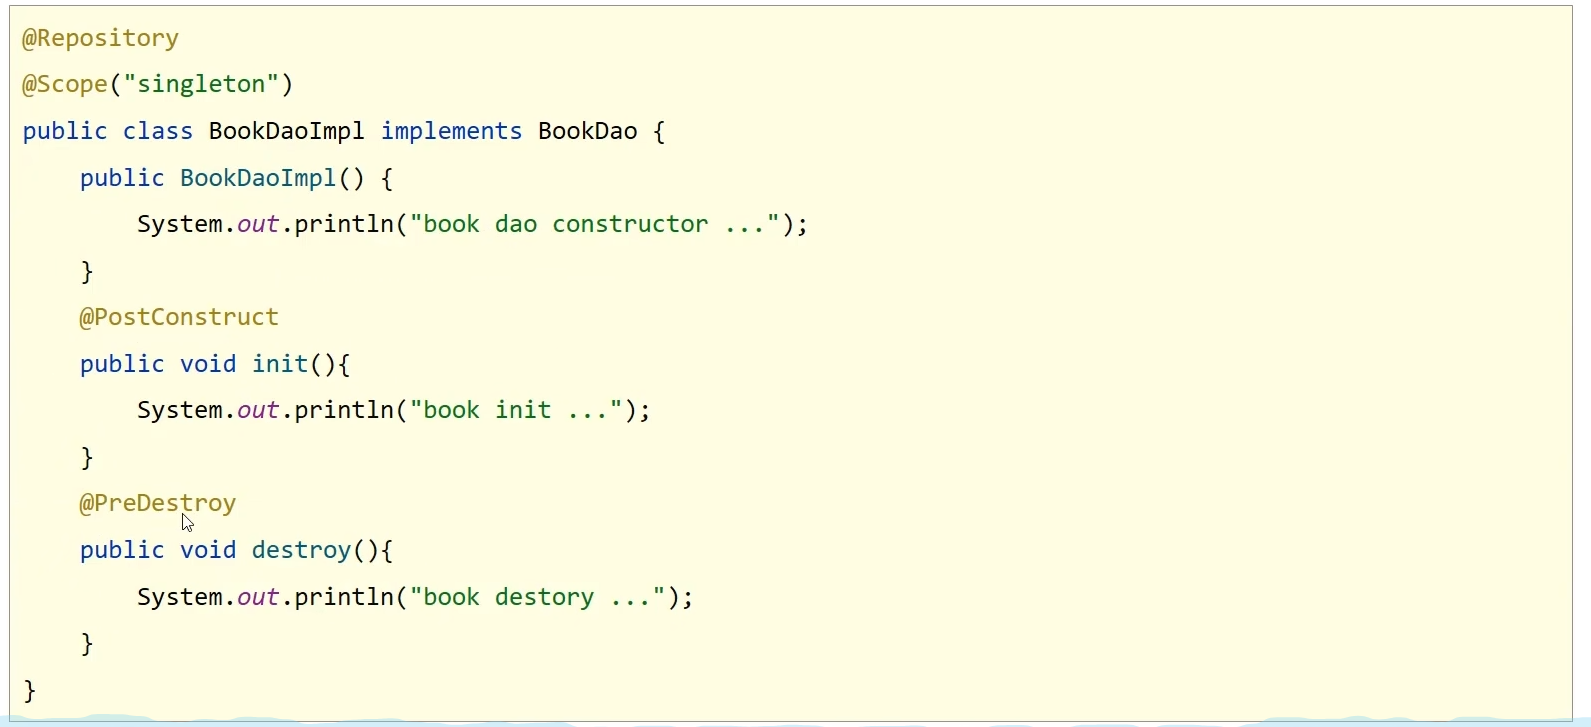 @Repository
@Scope("singleton")
public class BookDaoImpl implements BookDao {
    public BookDaoImpl() {
        System.out.println("book dao constructor ...");
    }
    @PostConstruct
    public void init(){
        System.out.println("book init ...");
    }
    @PreDestroy
    public void destroy(){
        System.out.println("book destory ...");
    }
}